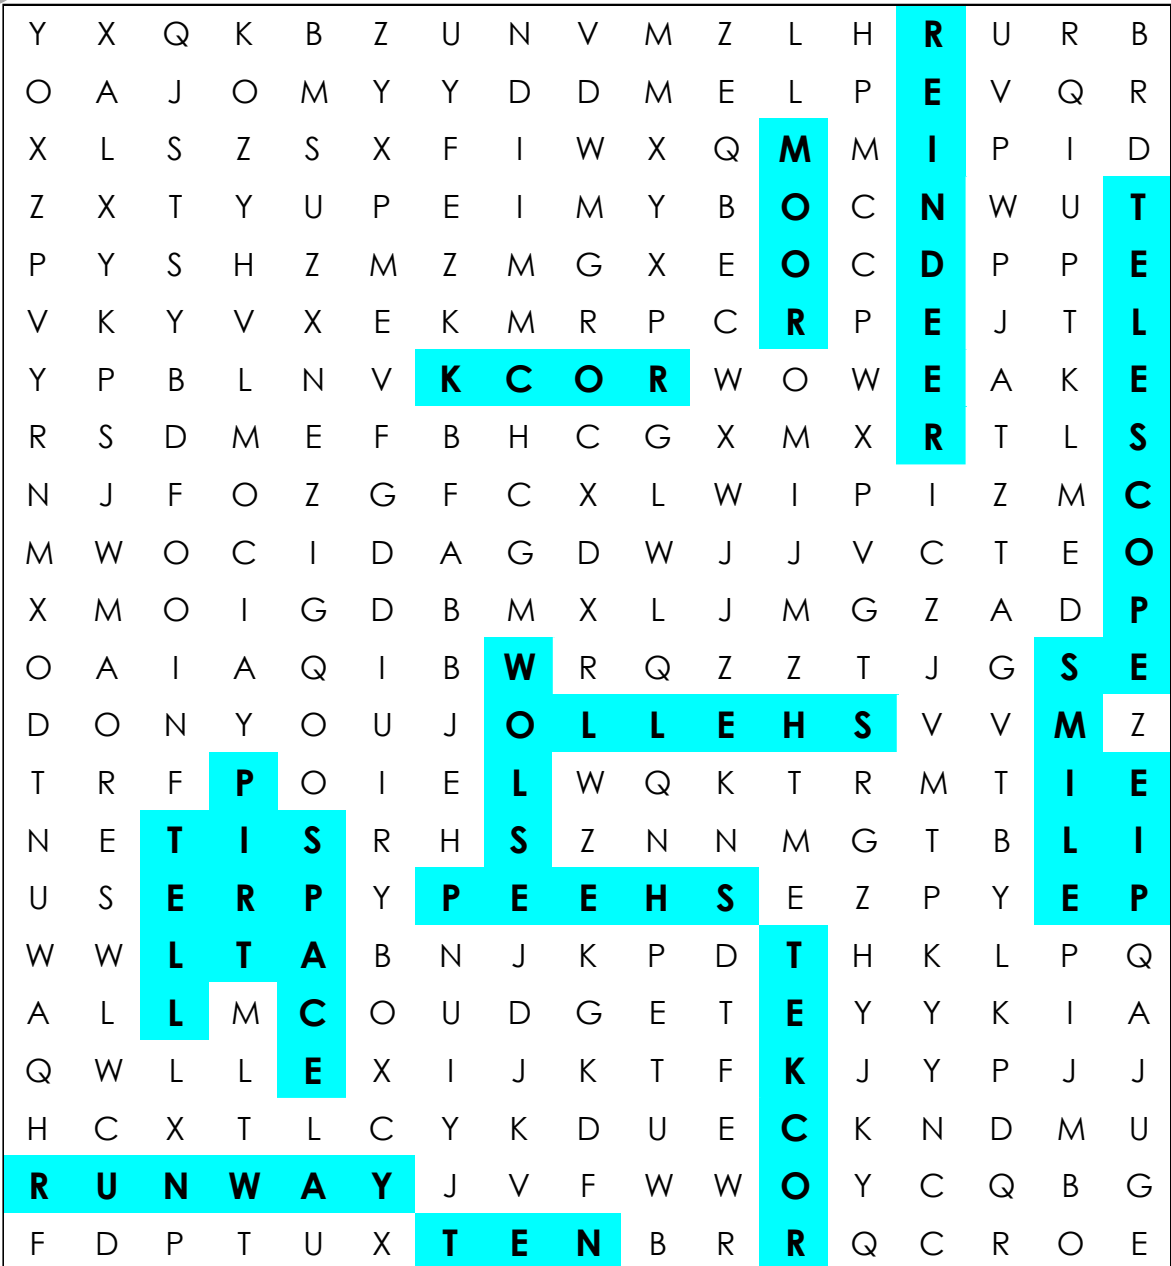 Y X Q K B Z U N V M Z L H R U R B
O A J O M Y Y D D M E L P E V Q R
X L S Z S X F I W X Q M M I P I D
Z X T Y U P E I M Y B O C N W U T
P Y S H Z M Z M G X E O C D P P E
V K Y V X E K M R P C R P E J T L
Y P B L N V K C O R W O W E A K E
R S D M E F B H C G X M X R T L S
N J F O Z G F C X L W I P I Z M C
M W O C I D A G D W J J V C T E O
X M O I G D B M X L J M G Z A D P
O A I A Q I B W R Q Z Z T J G S E
D O N Y O U J O L L E H S V V M Z
T R F P O I E L W Q K T R M T I E
N E T I S R H S Z N N M G T B L I
U S E R P Y P E E H S E Z P Y E P
W W L T A B N J K P D T H K L P Q
A L L M C O U D G E T E Y Y K I A
Q W L L E X I J K T F K J Y P J J
H C X T L C Y K D U E C K N D M U
R U N W A Y J V F W W O Y C Q B G
F D P T U X T E N B R R Q C R O E